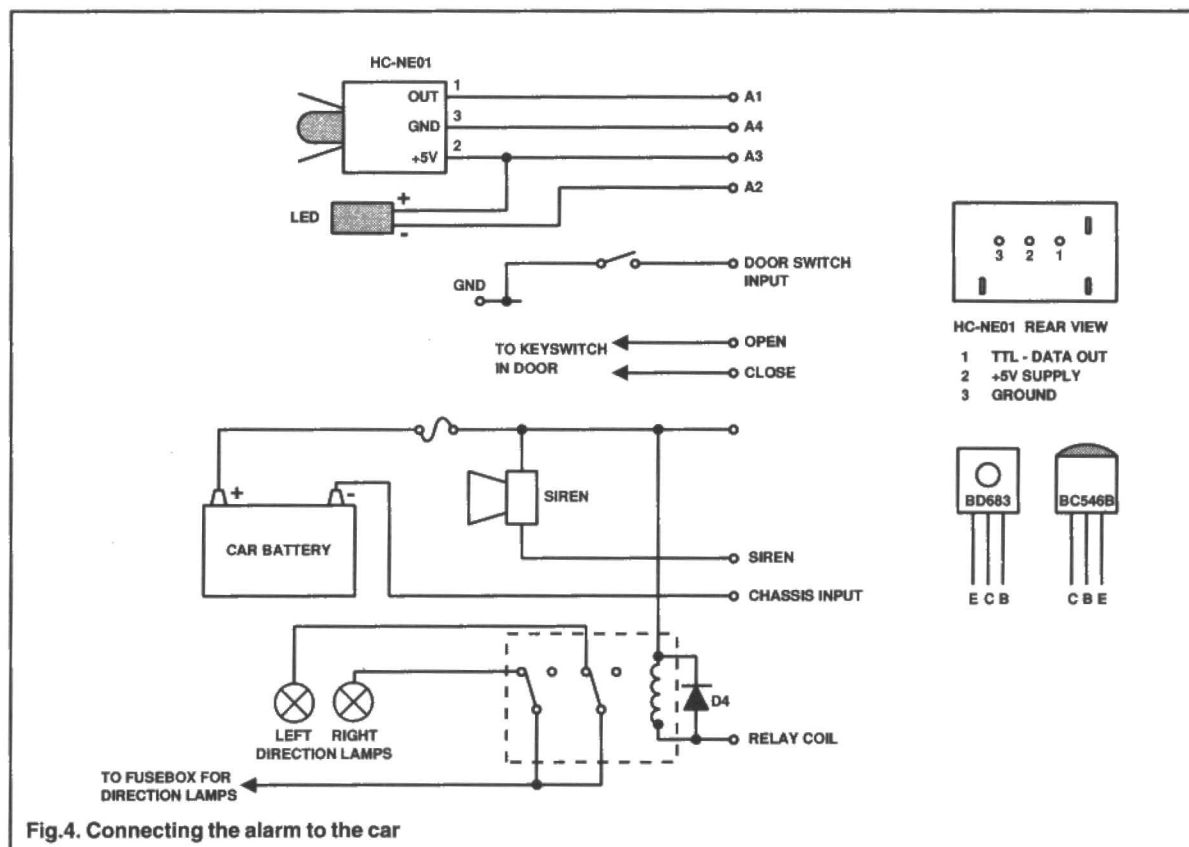 HC-NE01
OUT 1 A1
GND 3 A4
+5V 2 A3
A2
LED + -
DOOR SWITCH
INPUT
GND
TO KEYSWITCH
IN DOOR
OPEN
CLOSE
+ -
CAR BATTERY
SIREN
SIREN
CHASSIS INPUT
LEFT RIGHT
DIRECTION LAMPS
D4
RELAY COIL
TO FUSEBOX FOR
DIRECTION LAMPS
3 2 1
HC-NE01 REAR VIEW
1 TTL - DATA OUT
2 +5V SUPPLY
3 GROUND
BD683
E C B
BC546B
C B E
Fig.4. Connecting the alarm to the car